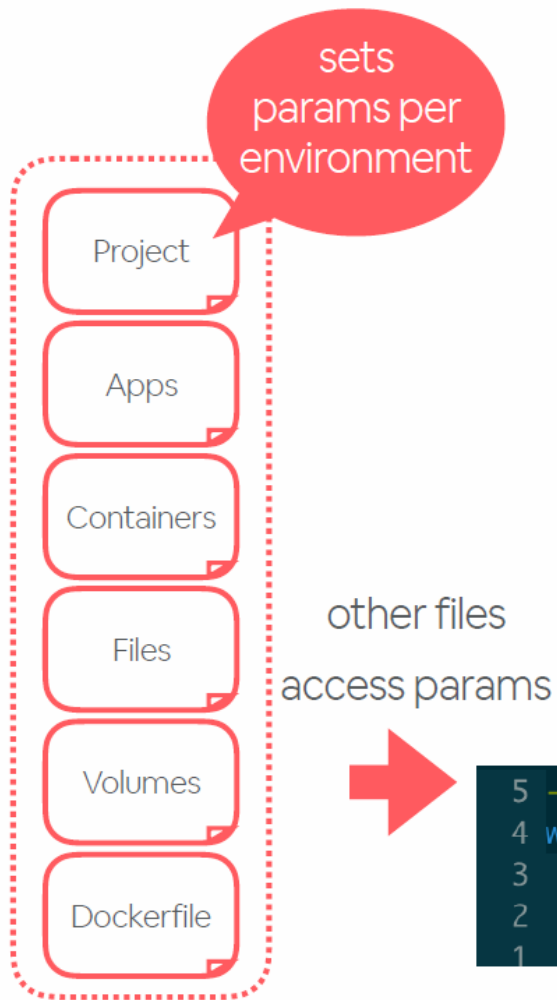 sets
params per
environment
Project
Apps
Containers
Files
Volumes
Dockerfile
other files
access params
5
4
3
2
1